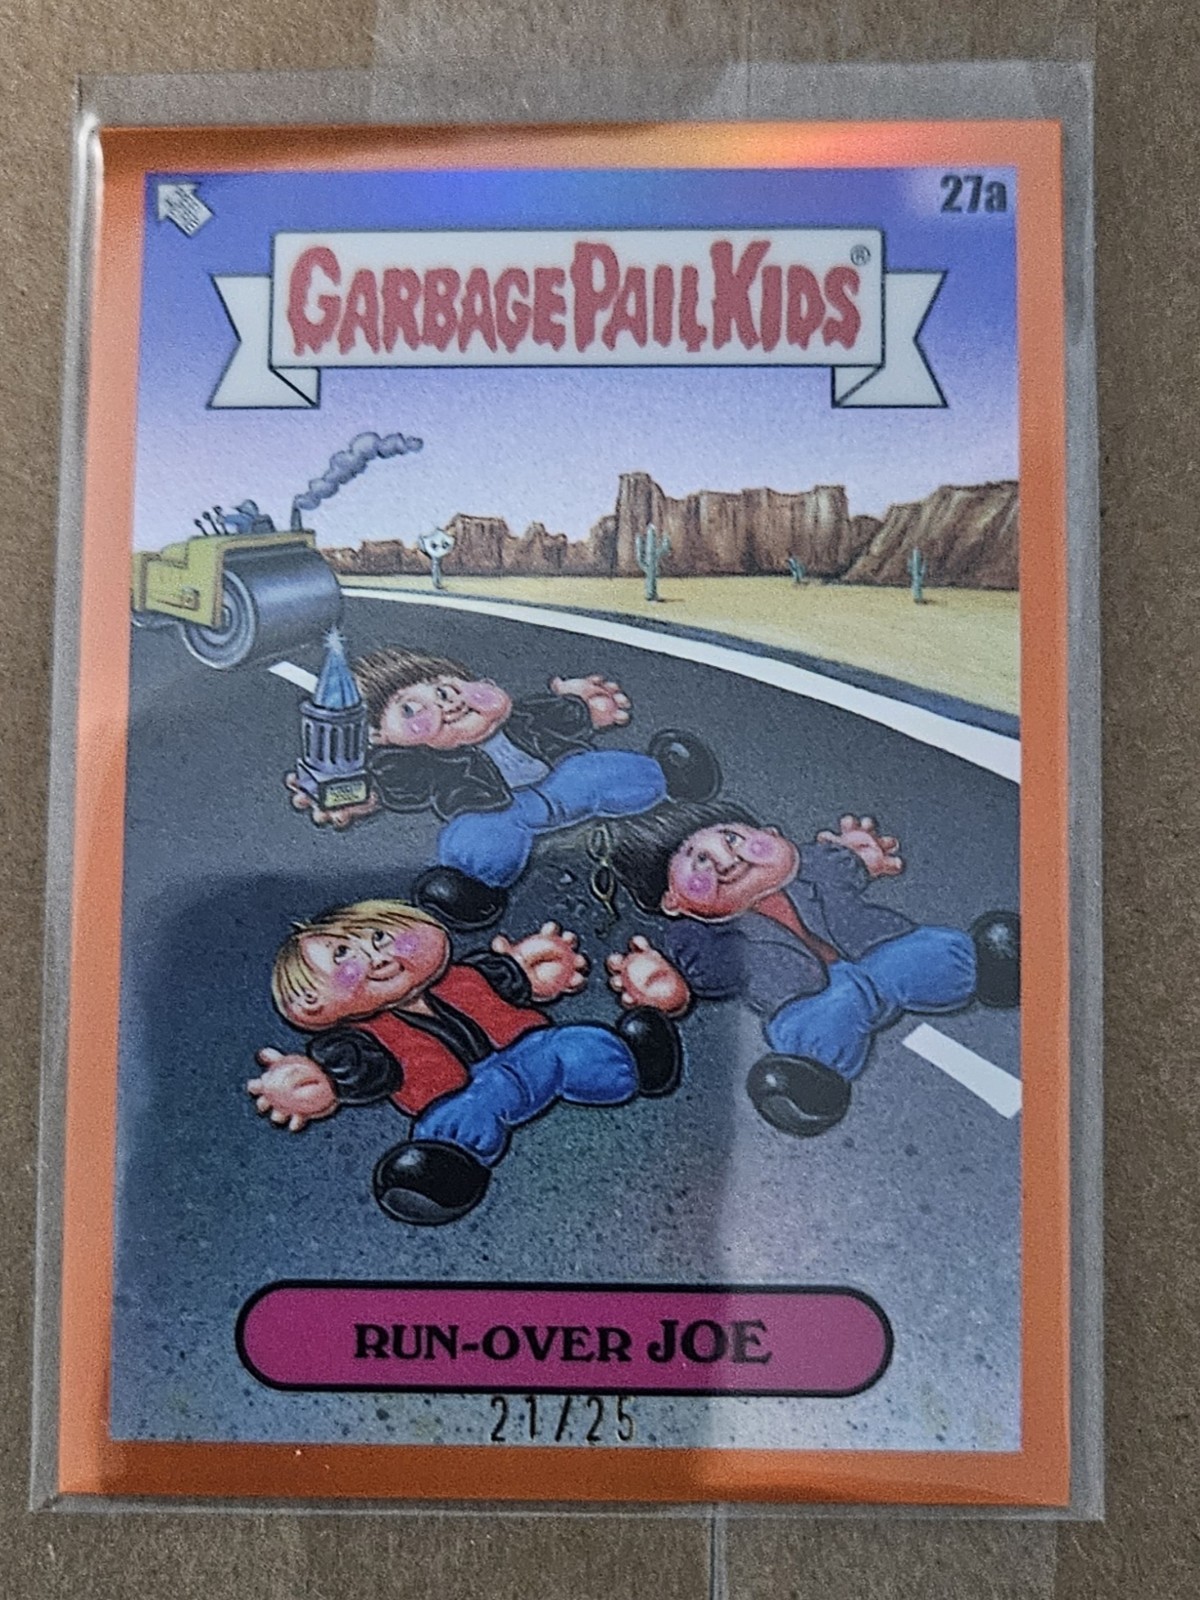 27a
GARBAGE PAIL KIDS®
RUN-OVER JOE
21/25